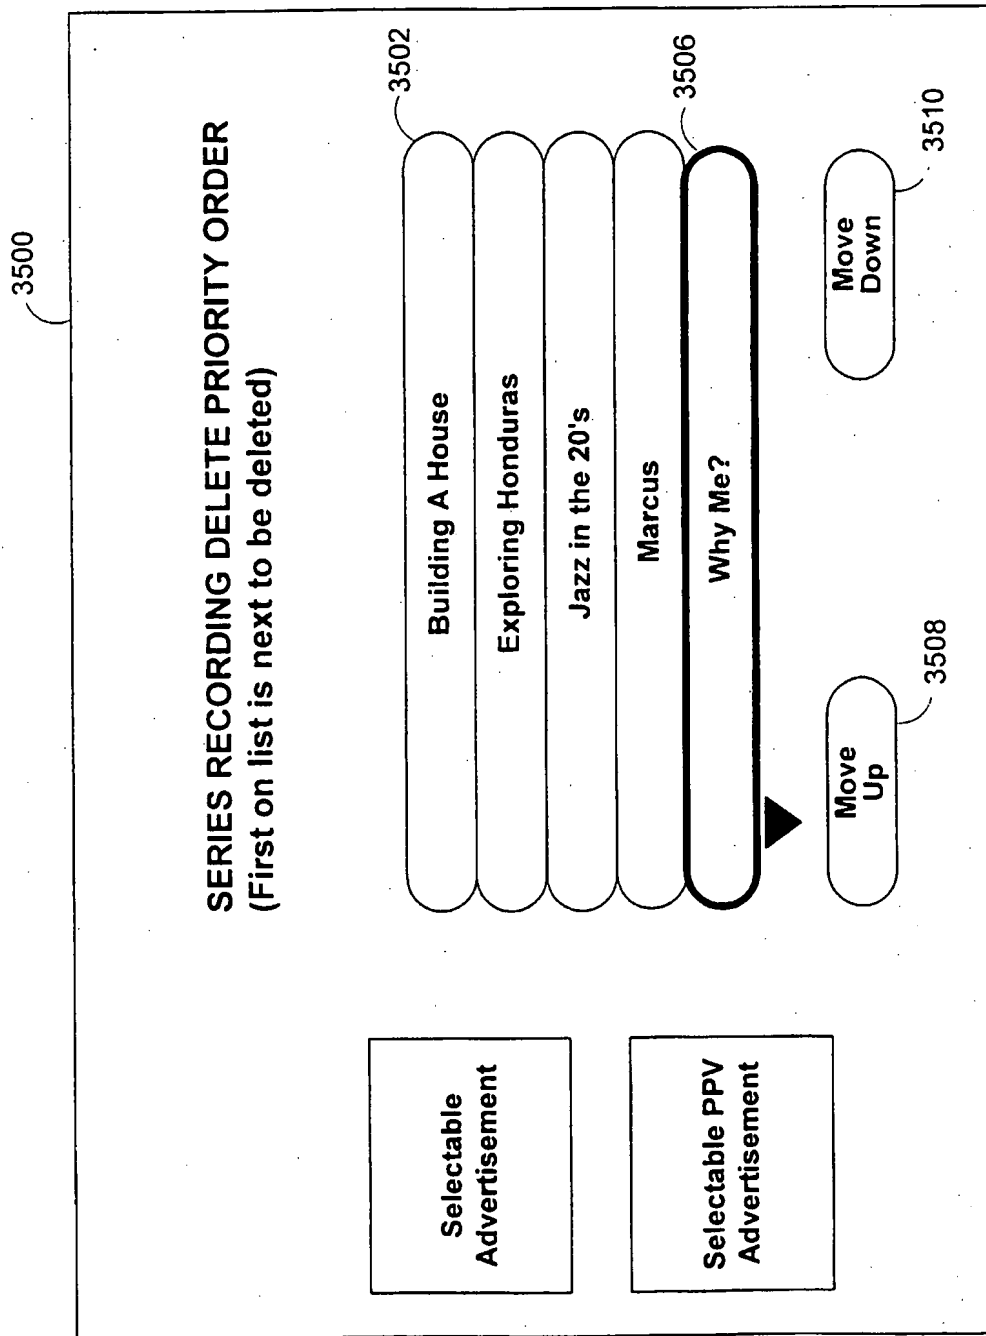 3500
SERIES RECORDING DELETE PRIORITY ORDER
(First on list is next to be deleted)
3502
Building A House
Exploring Honduras
Jazz in the 20's
Marcus
3506
Why Me?
Selectable
Advertisement
Selectable PPV
Advertisement
Move
Up
3508
Move
Down
3510